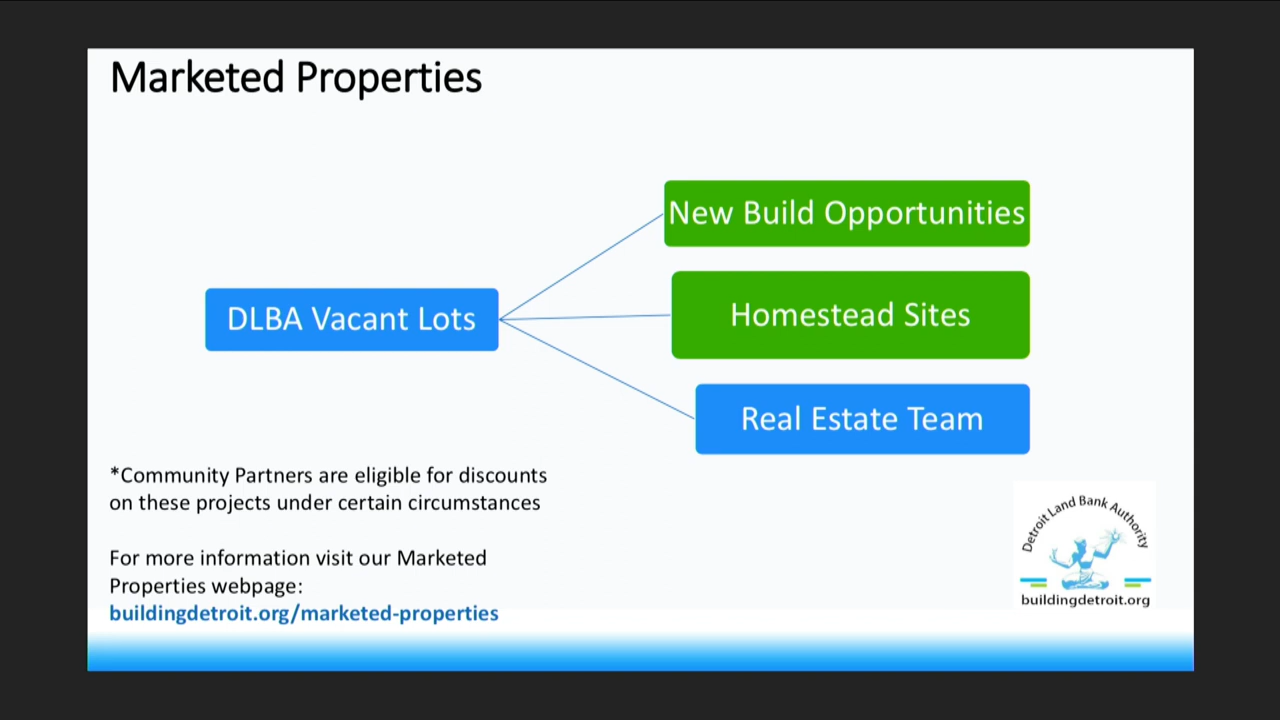 Marketed Properties
New Build Opportunities
DLBA Vacant Lots
Homestead Sites
Real Estate Team
*Community Partners are eligible for discounts
on these projects under certain circumstances
For more information visit our Marketed
Properties webpage:
buildingdetroit.org/marketed-properties
Detroit Land Bank Authority
buildingdetroit.org